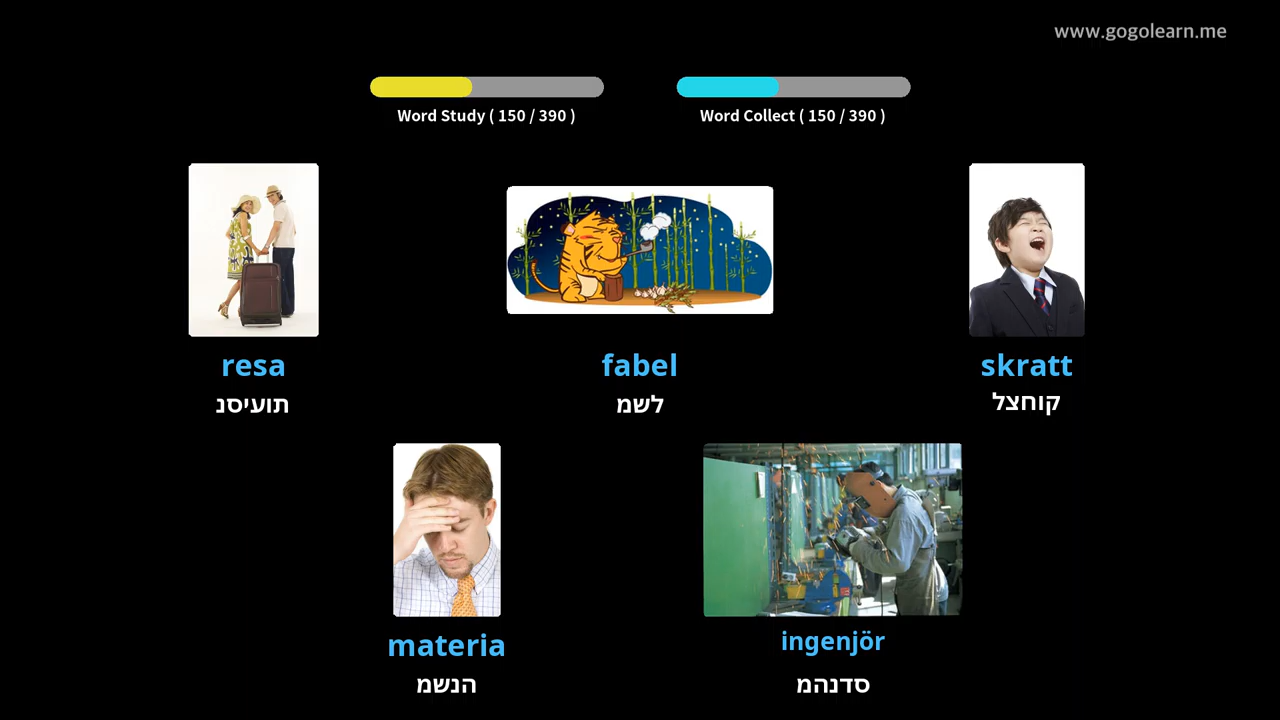 www.gogolearn.me
Word Study ( 150 / 390 )
Word Collect ( 150 / 390 )
resa
תועיסנ
fabel
לשמ
skratt
קוחצל
materia
הנשמ
ingenjör
סדנהמ